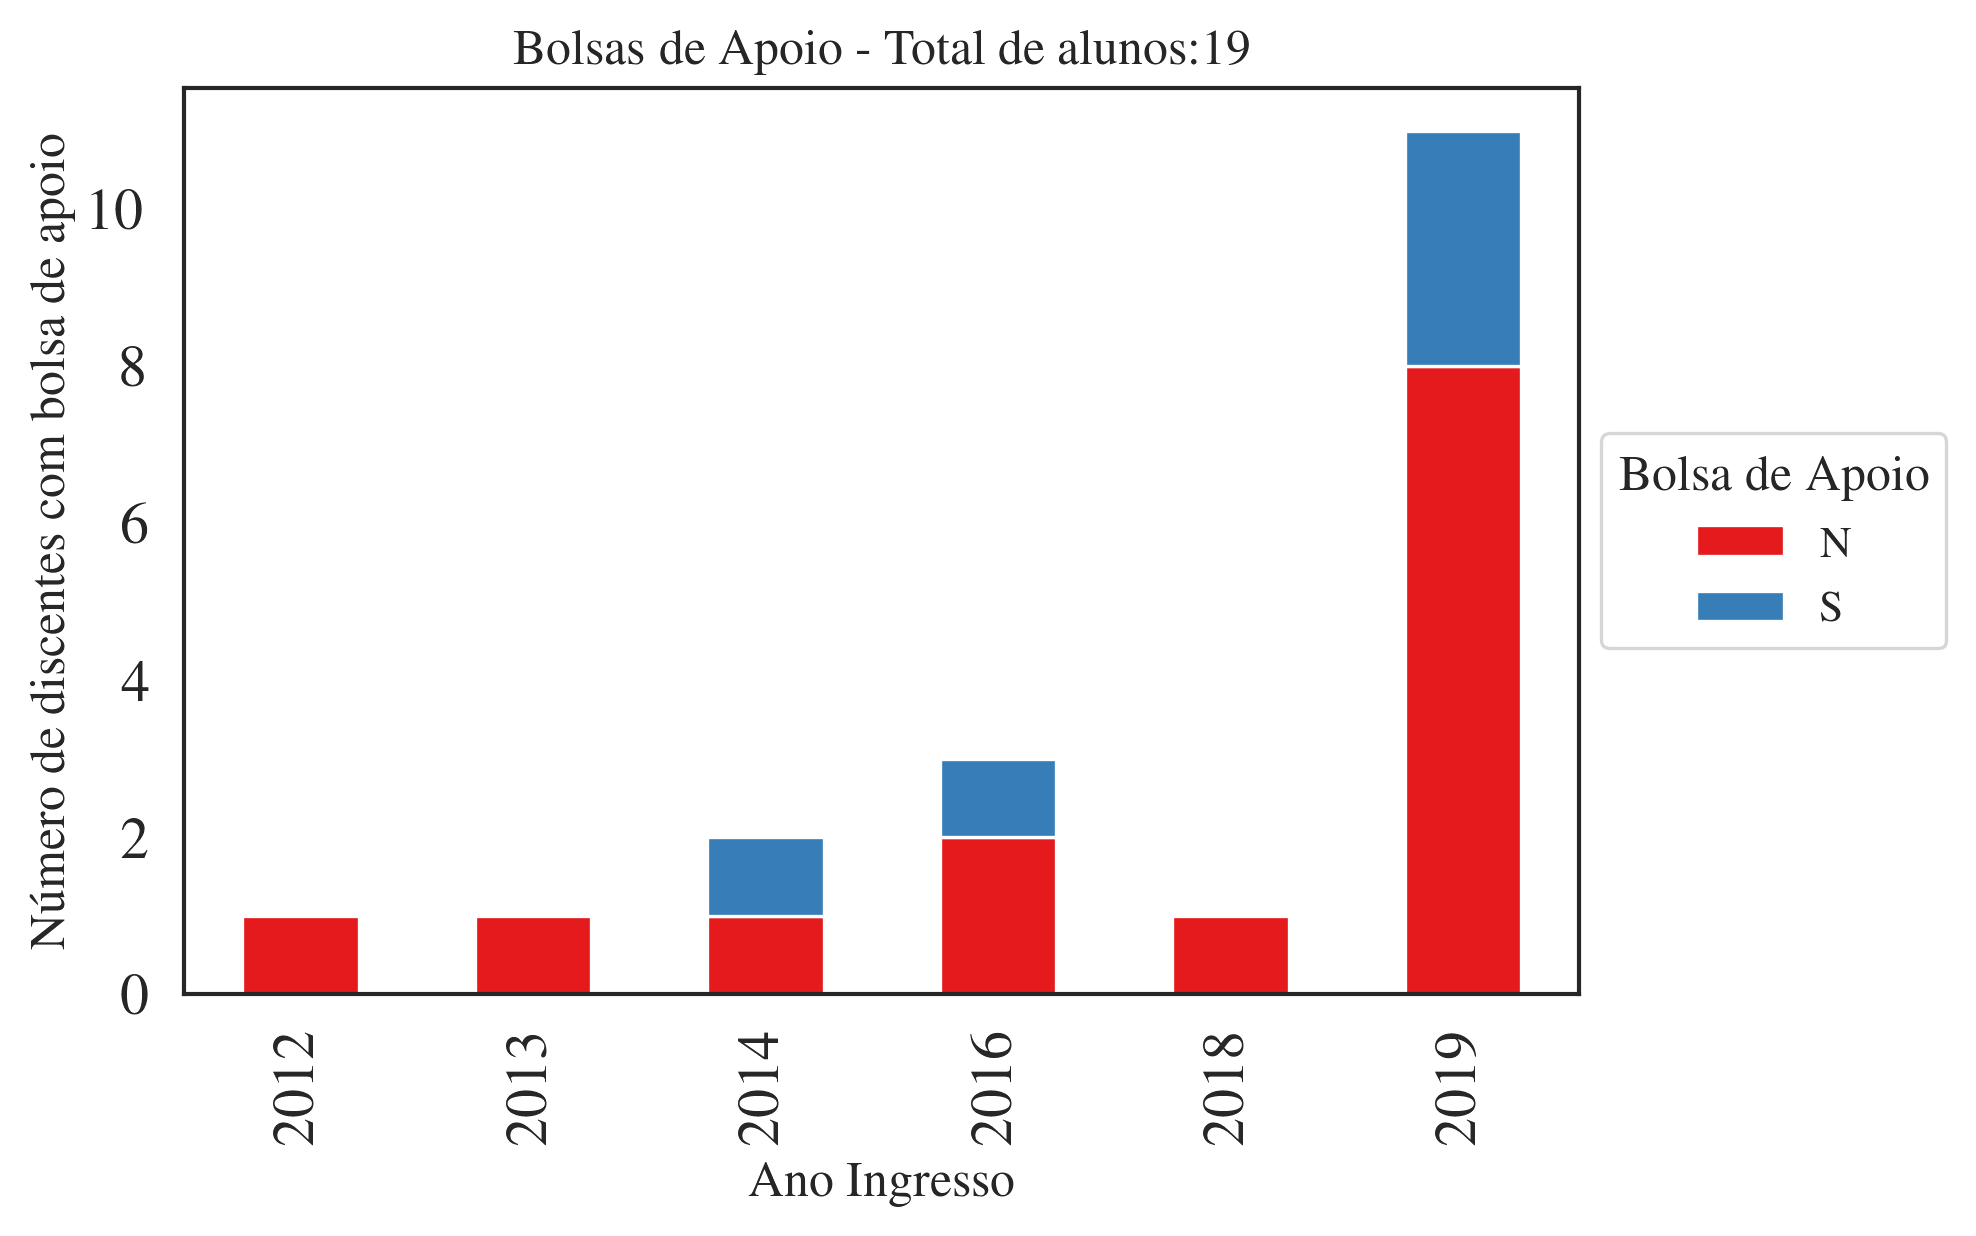 Bolsas de Apoio - Total de alunos:19
Número de discentes com bolsa de apoio
10
8
6
4
2
0
2012
2013
2014
2016
2018
2019
Ano Ingresso
Bolsa de Apoio
N
S